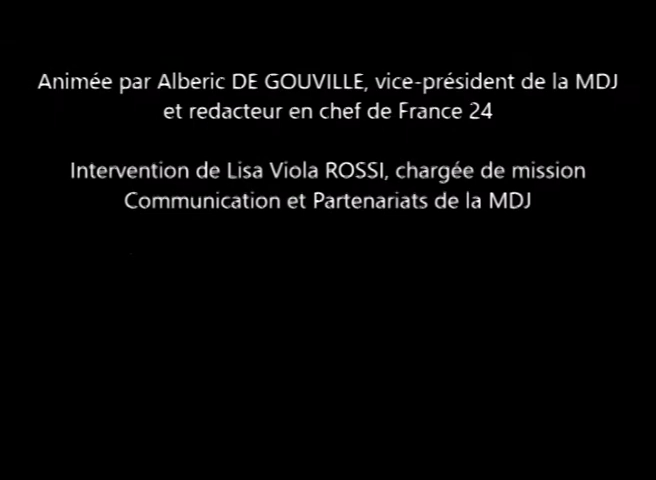 Animée par Alberic DE GOUVILLE, vice-président de la MDJ
et redacteur en chef de France 24
Intervention de Lisa Viola ROSSI, chargée de mission
Communication et Partenariats de la MDJ